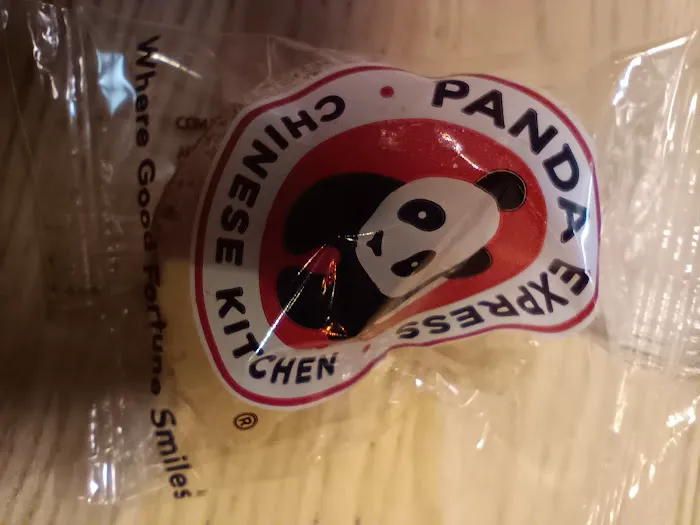 PANDA EXPRESS
CHINESE KITCHEN
®
Where Good Fortune Smiles